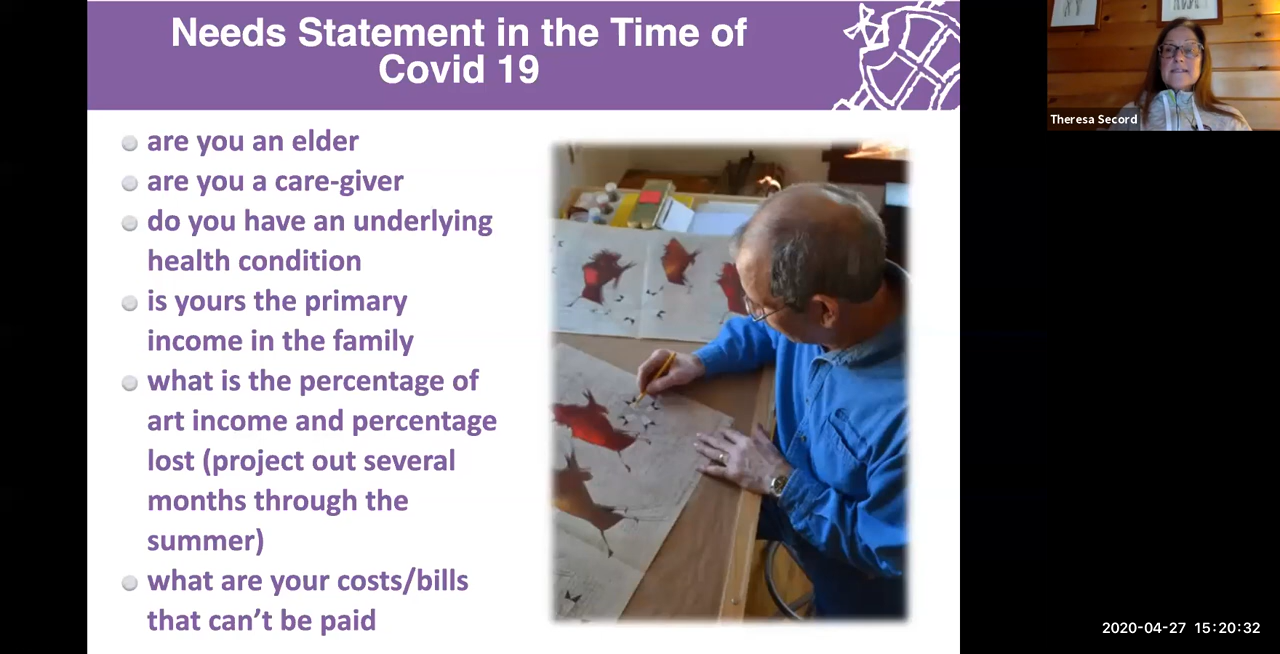 Needs Statement in the Time of
Covid 19
are you an elder
are you a care-giver
do you have an underlying
health condition
is yours the primary
income in the family
what is the percentage of
art income and percentage
lost (project out several
months through the
summer)
what are your costs/bills
that can’t be paid
Theresa Secord
2020-04-27 15:20:32